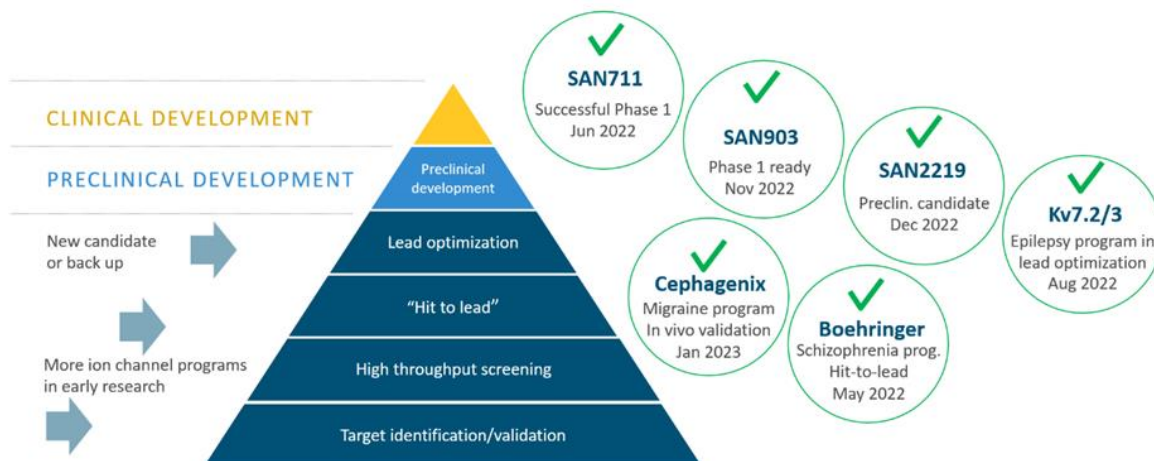 CLINICAL DEVELOPMENT
PRECLINICAL DEVELOPMENT
New candidate
or back up
More ion channel programs
in early research
Preclinical
development
Lead optimization
“Hit to lead”
High throughput screening
Target identification/validation
SAN711
Successful Phase 1
Jun 2022
SAN903
Phase 1 ready
Nov 2022
SAN2219
Preclin. candidate
Dec 2022
Kv7.2/3
Epilepsy program in
lead optimization
Aug 2022
Cephagenix
Migraine program
In vivo validation
Jan 2023
Boehringer
Schizophrenia prog.
Hit-to-lead
May 2022